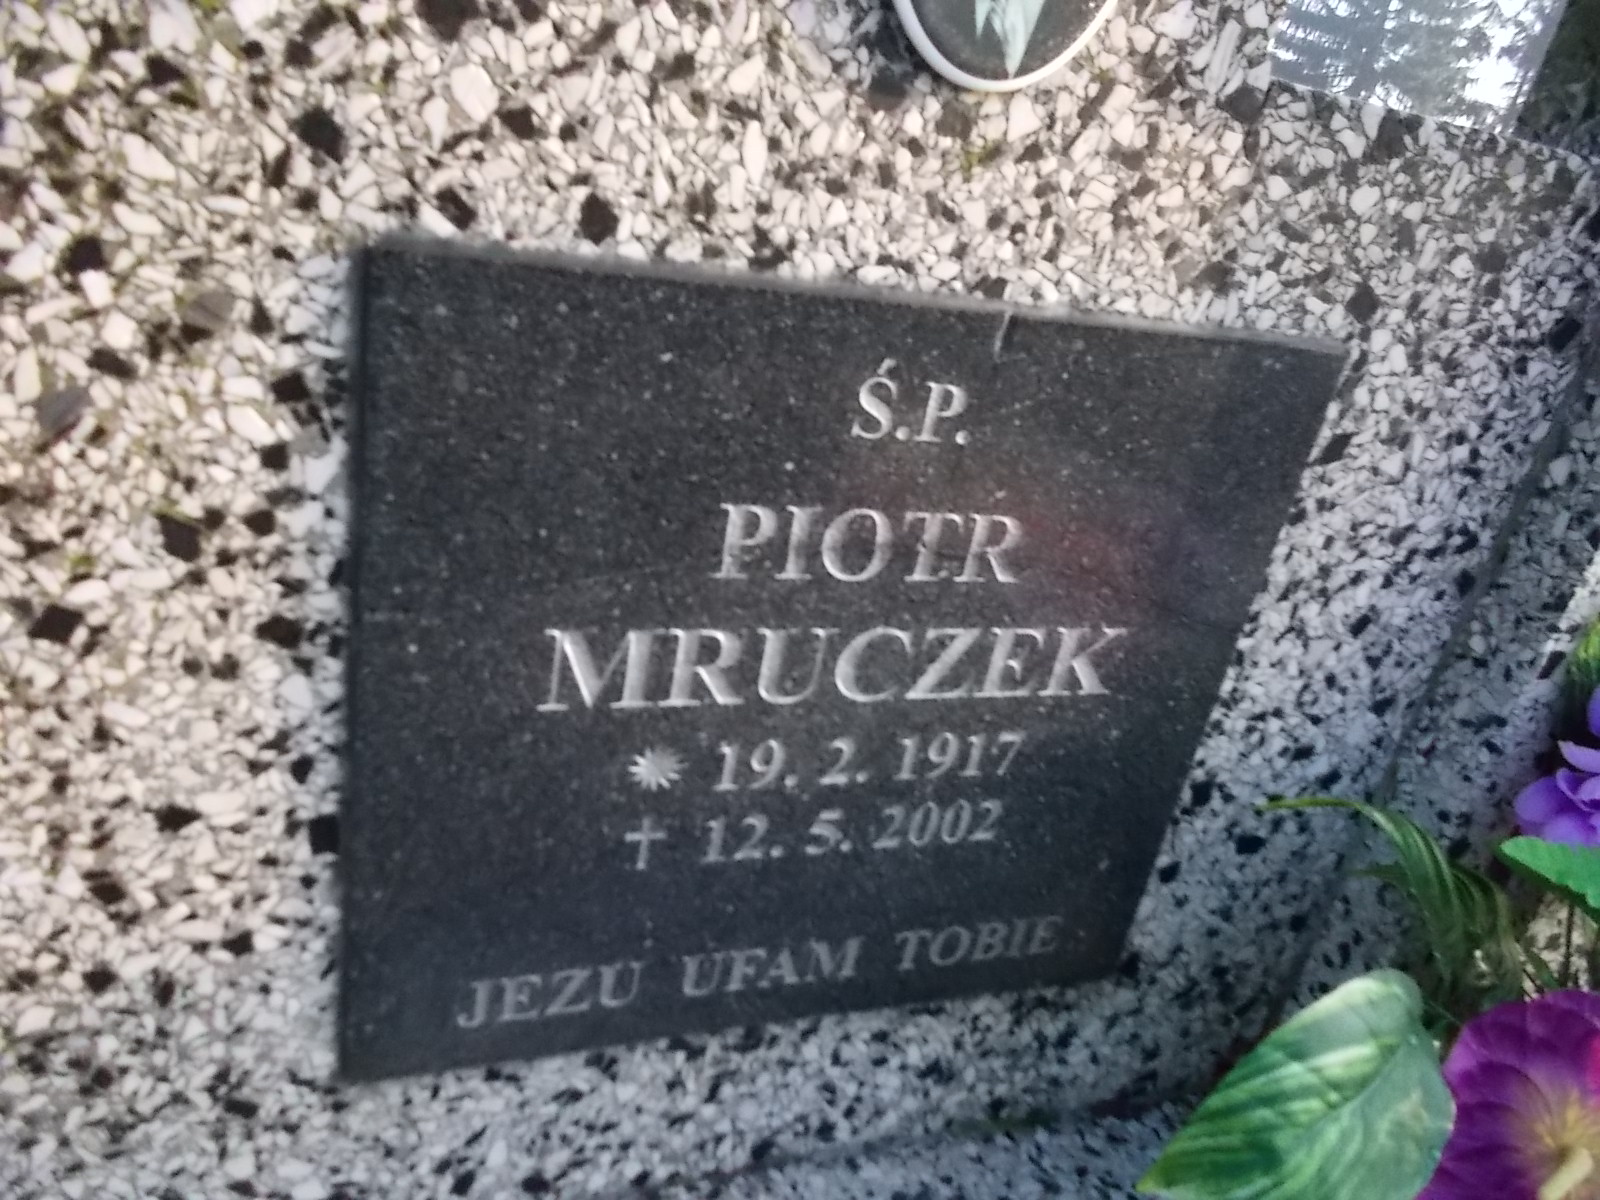 Ś.P.
PIOTR
MRUCZEK
✹ 19. 2. 1917
✝ 12. 5. 2002
JEZU UFAM TOBIE